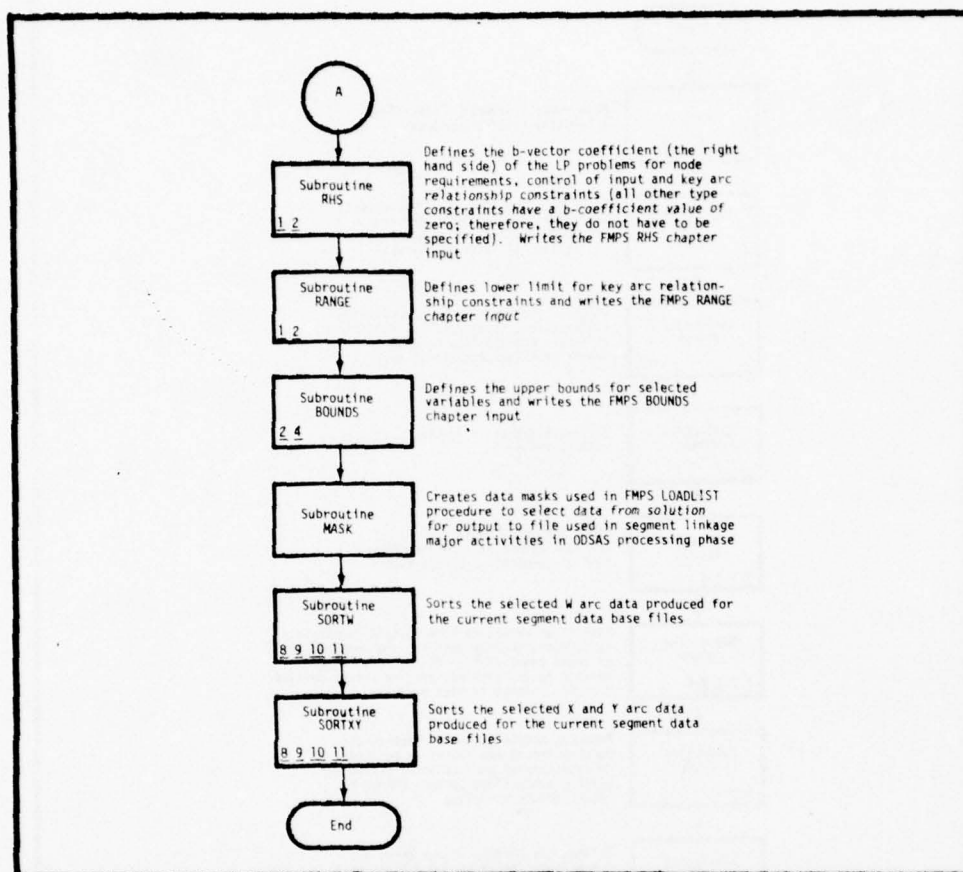 A
Subroutine
RHS
1 2
Defines the b-vector coefficient (the right
hand side) of the LP problems for node
requirements, control of input and key arc
relationship constraints (all other type
constraints have a b-coefficient value of
zero; therefore, they do not have to be
specified). Writes the FMPS RHS chapter
input
Subroutine
RANGE
1 2
Defines lower limit for key arc relation-
ship constraints and writes the FMPS RANGE
chapter input
Subroutine
BOUNDS
2 4
Defines the upper bounds for selected
variables and writes the FMPS BOUNDS
chapter input
Subroutine
MASK
Creates data masks used in FMPS LOADLIST
procedure to select data from solution
for output to file used in segment linkage
major activities in ODSAS processing phase
Subroutine
SORTW
8 9 10 11
Sorts the selected W arc data produced for
the current segment data base files
Subroutine
SORTXY
8 9 10 11
Sorts the selected X and Y arc data
produced for the current segment data
base files
End